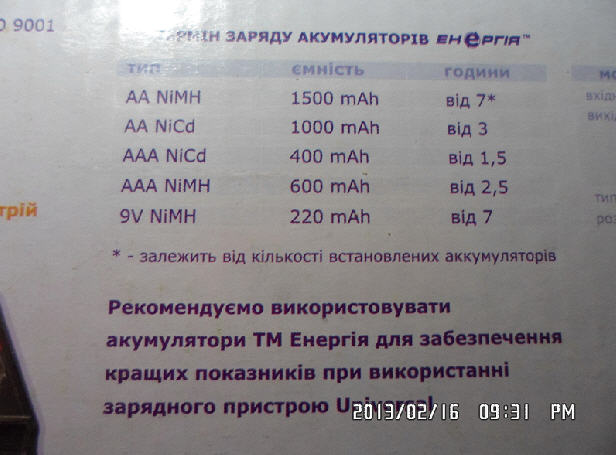 9001
ЗАРЯДУ АКУМУЛЯТОРІВ ЕНЕРГІЯ™
ТИП ЄМНІСТЬ ГОДИНИ
AA NiMH 1500 mAh від 7*
AA NiCd 1000 mAh від 3
AAA NiCd 400 mAh від 1,5
AAA NiMH 600 mAh від 2,5
9V NiMH 220 mAh від 7
* - залежить від кількості встановлених аккумуляторів
Рекомендуємо використовувати
акумулятори ТМ Енергія для забезпечення
кращих показників при використанні
зарядного пристрою Universal
2013/02/16 09:31 PM